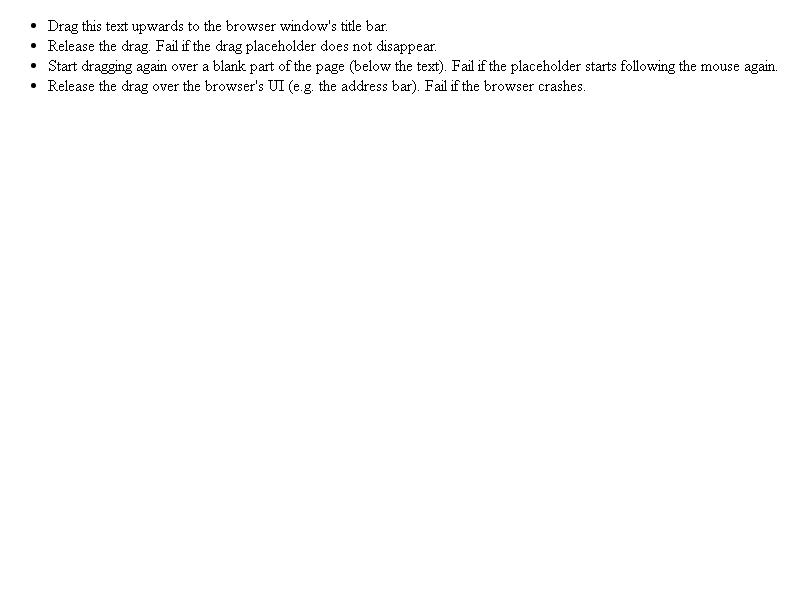 Drag this text upwards to the browser window's title bar.
Release the drag. Fail if the drag placeholder does not disappear.
Start dragging again over a blank part of the page (below the text). Fail if the placeholder starts following the mouse again.
Release the drag over the browser's UI (e.g. the address bar). Fail if the browser crashes.